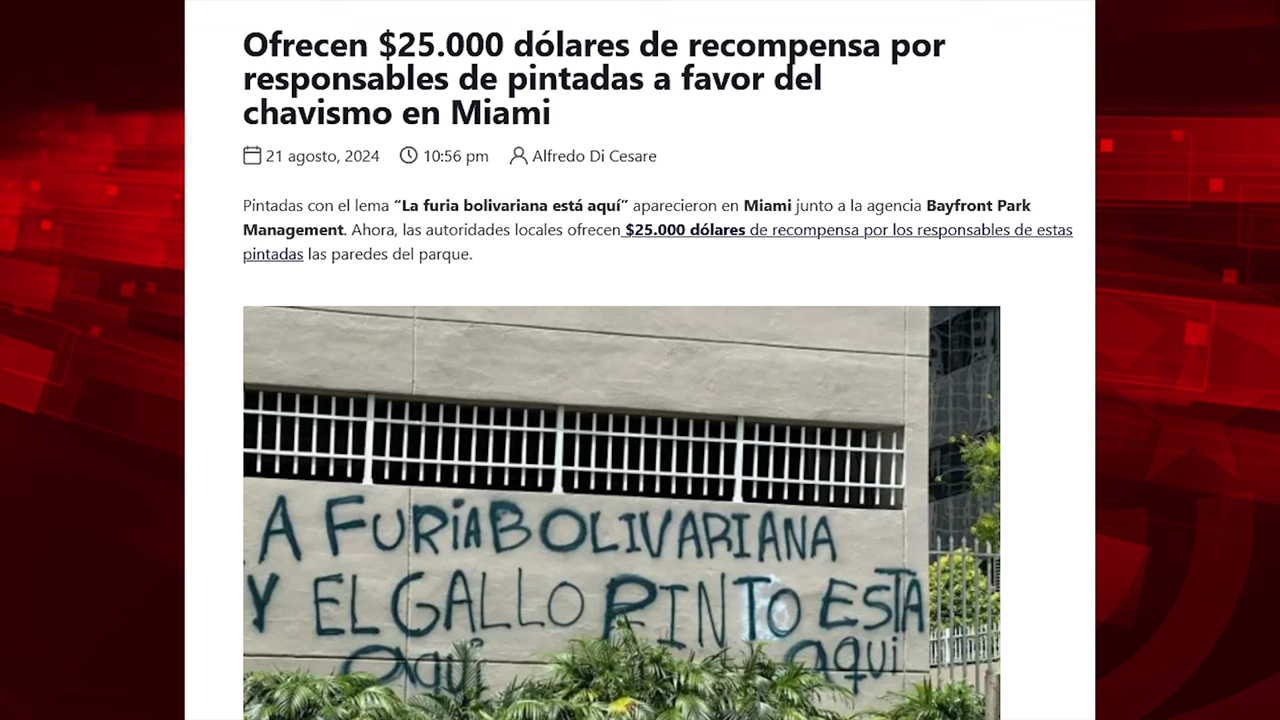 Ofrecen $25.000 dólares de recompensa por
responsables de pintadas a favor del
chavismo en Miami
21 agosto, 2024 10:56 pm Alfredo Di Cesare
Pintadas con el lema “La furia bolivariana está aquí” aparecieron en Miami junto a la agencia Bayfront Park
Management. Ahora, las autoridades locales ofrecen $25.000 dólares de recompensa por los responsables de estas
pintadas las paredes del parque.
A FURiA BOLIVARIANA
Y EL GALLO PINTO ESTA
aqui aqui